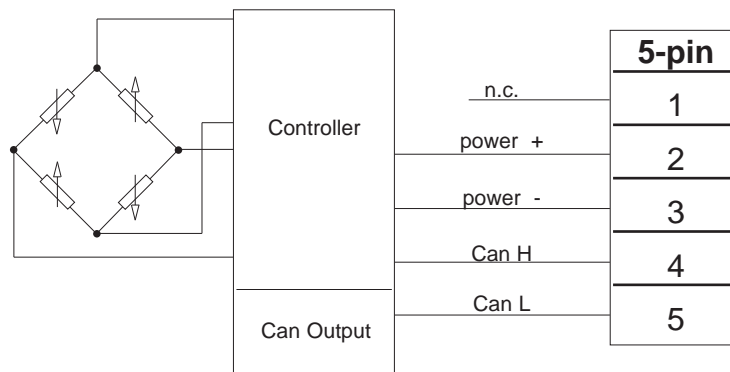 5-pin
n.c.
1
Controller
power +
2
power -
3
Can H
4
Can L
5
Can Output